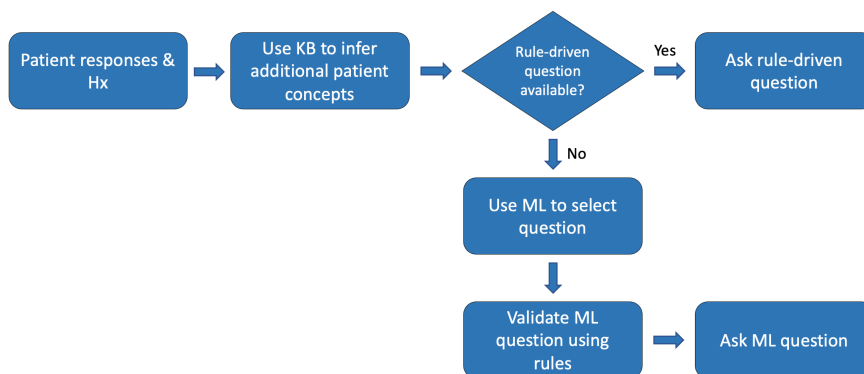 Patient responses &
Hx
Use KB to infer
additional patient
concepts
Rule-driven
question
available?
Yes
Ask rule-driven
question
No
Use ML to select
question
Validate ML
question using
rules
Ask ML question